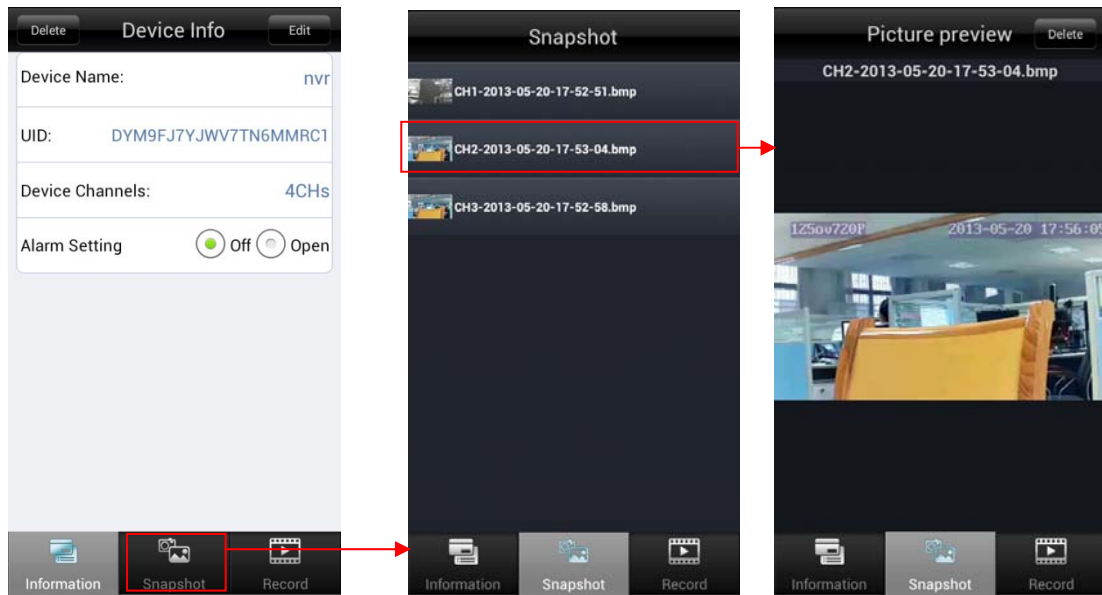 Delete Device Info Edit
Device Name: nvr
UID: DYM9FJ7YJWV7TN6MMRC1
Device Channels: 4CHs
Alarm Setting Off Open
Information Snapshot Record
Snapshot
CH1-2013-05-20-17-52-51.bmp
CH2-2013-05-20-17-53-04.bmp
CH3-2013-05-20-17-52-58.bmp
Information Snapshot Record
Picture preview Delete
CH2-2013-05-20-17-53-04.bmp
2013-05-20 17:56:05
Information Snapshot Record